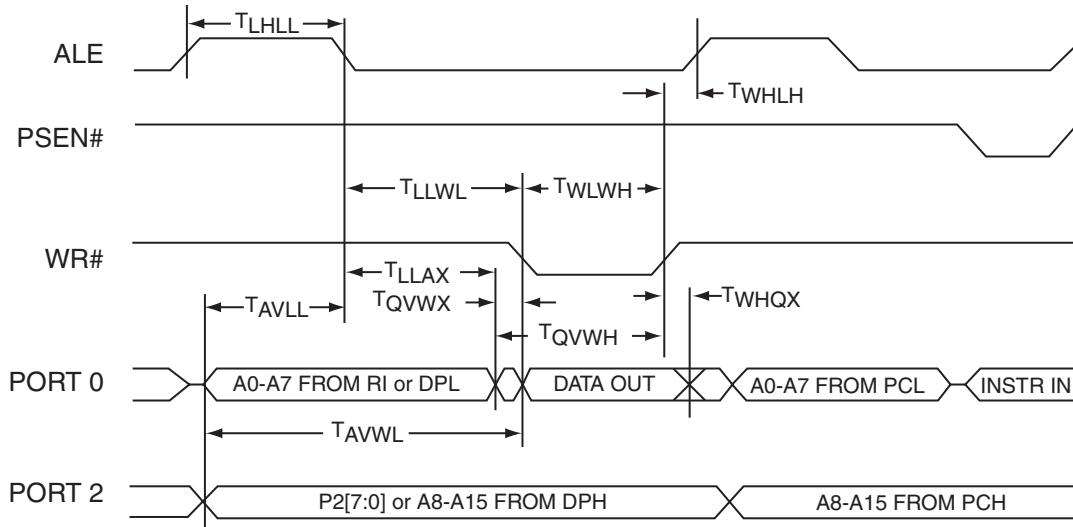 TLHLL
ALE
TWHLH
PSEN#
TLLWL
TWLWH
WR#
TLLAX
TAVLL
TQVWX
TWHQX
TQVWH
PORT 0
A0-A7 FROM RI or DPL
DATA OUT
A0-A7 FROM PCL
INSTR IN
TAVWL
PORT 2
P2[7:0] or A8-A15 FROM DPH
A8-A15 FROM PCH